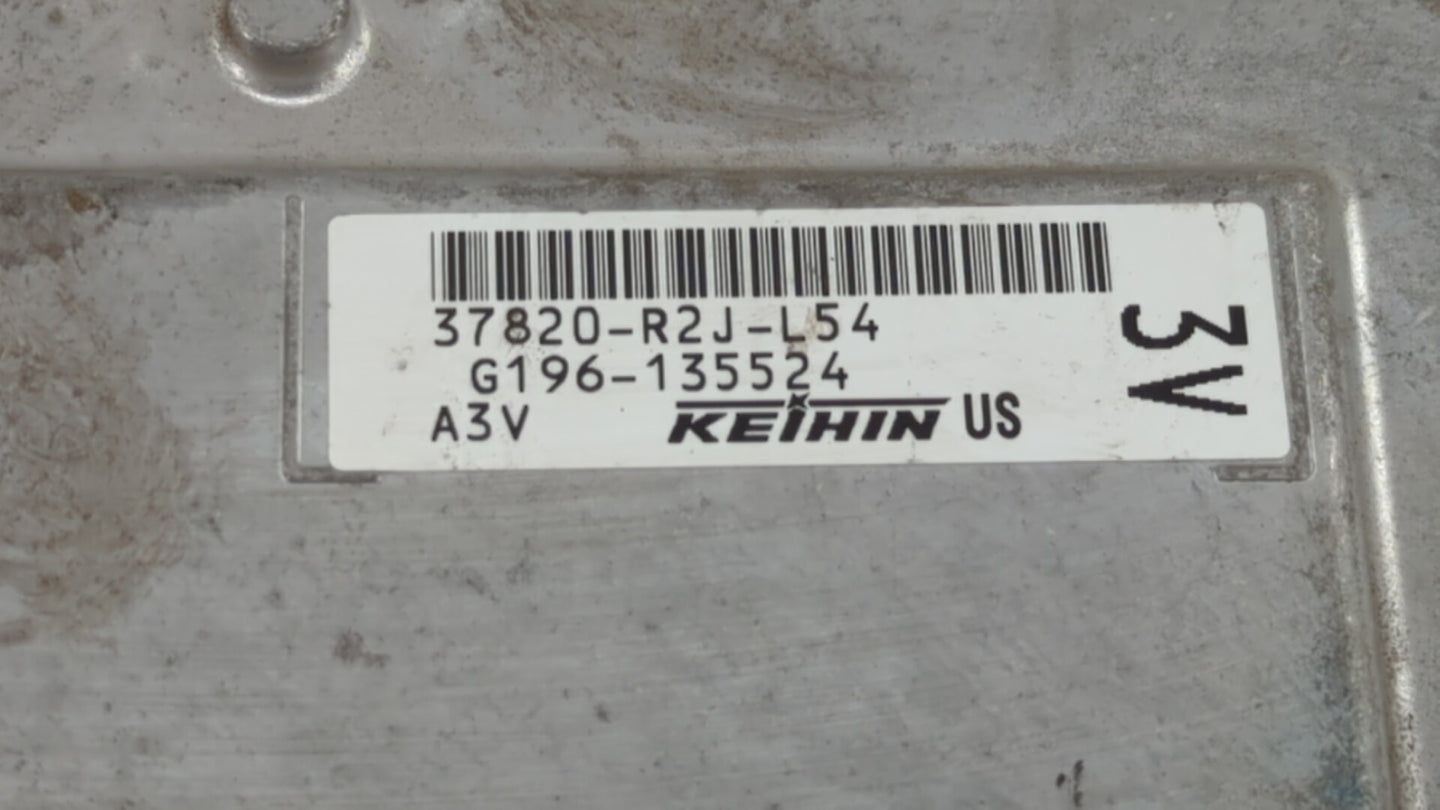 37820-R2J-L54
G196-135524
A3V KEIHIN US
3V